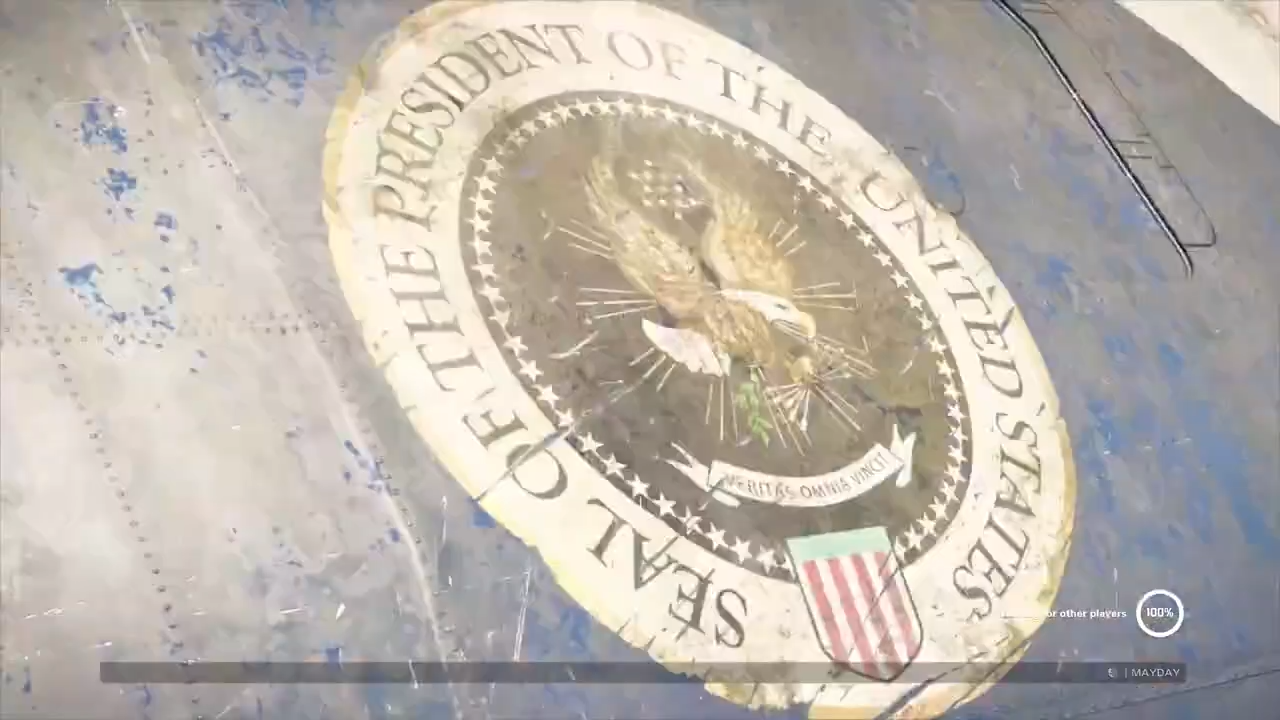 SEAL OF THE PRESIDENT OF THE UNITED STATES
VERITAS OMNIA VINCIT
or other players
100%
| MAYDAY